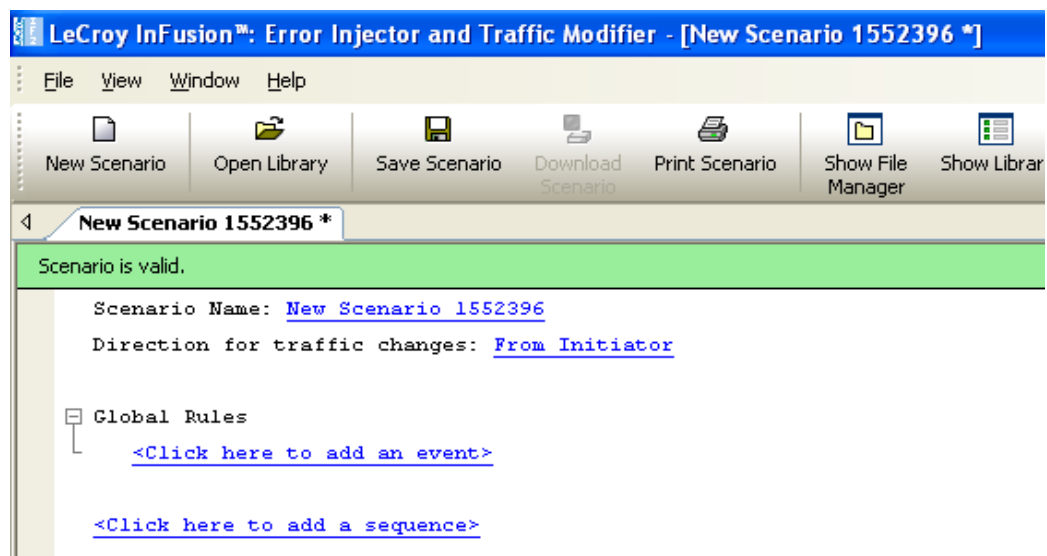 LeCroy InFusion™: Error Injector and Traffic Modifier - [New Scenario 1552396 *]
File View Window Help
New Scenario Open Library Save Scenario Download Scenario Print Scenario Show File Manager Show Librar
New Scenario 1552396 *
Scenario is valid.
Scenario Name: New Scenario 1552396
Direction for traffic changes: From Initiator
Global Rules
<Click here to add an event>
<Click here to add a sequence>